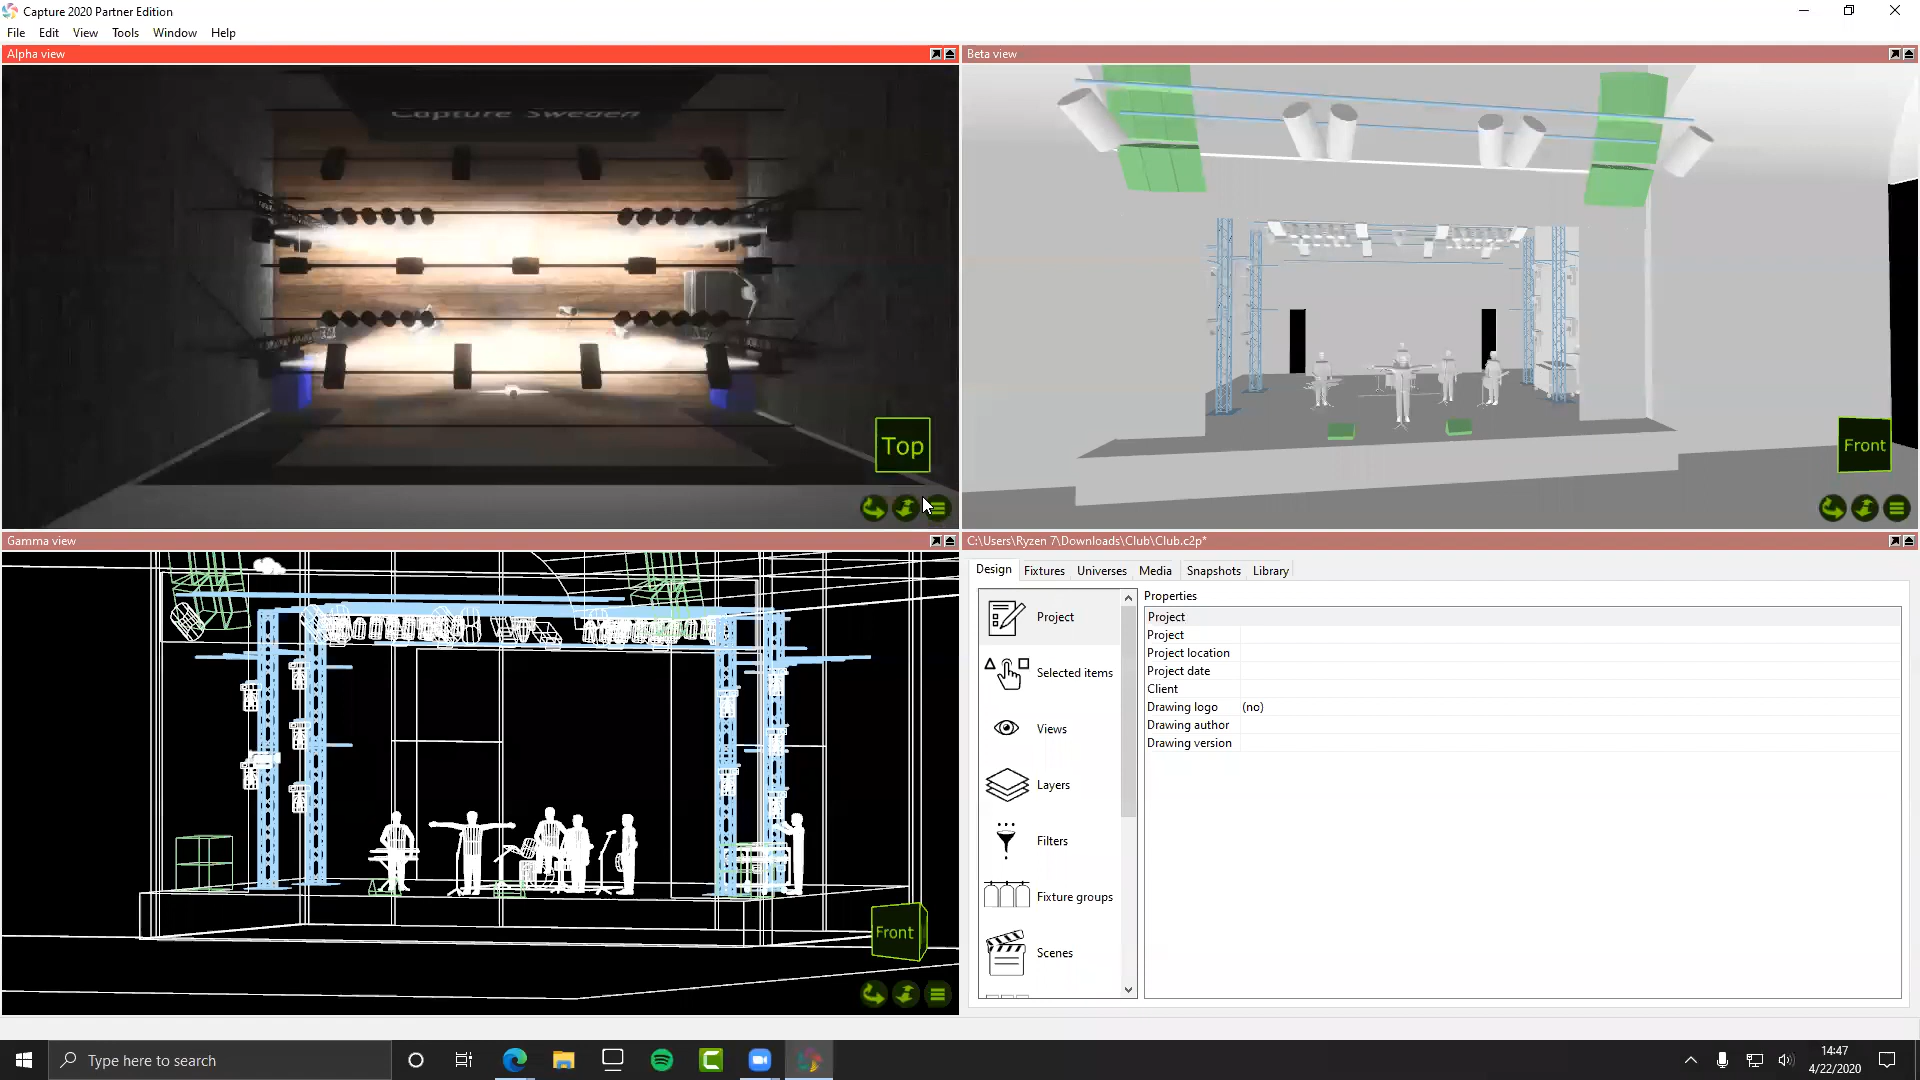 Capture 2020 Partner Edition
File Edit View Tools Window Help
Alpha view
Capture Sweden
Top
Beta view
Front
Gamma view
Front
C:\Users\Ryzen 7\Downloads\Club\Club.c2p*
Design Fixtures Universes Media Snapshots Library
Project
Selected items
Views
Layers
Filters
Fixture groups
Scenes
Properties
Project
Project
Project location
Project date
Client
Drawing logo (no)
Drawing author
Drawing version
Type here to search
14:47
4/22/2020